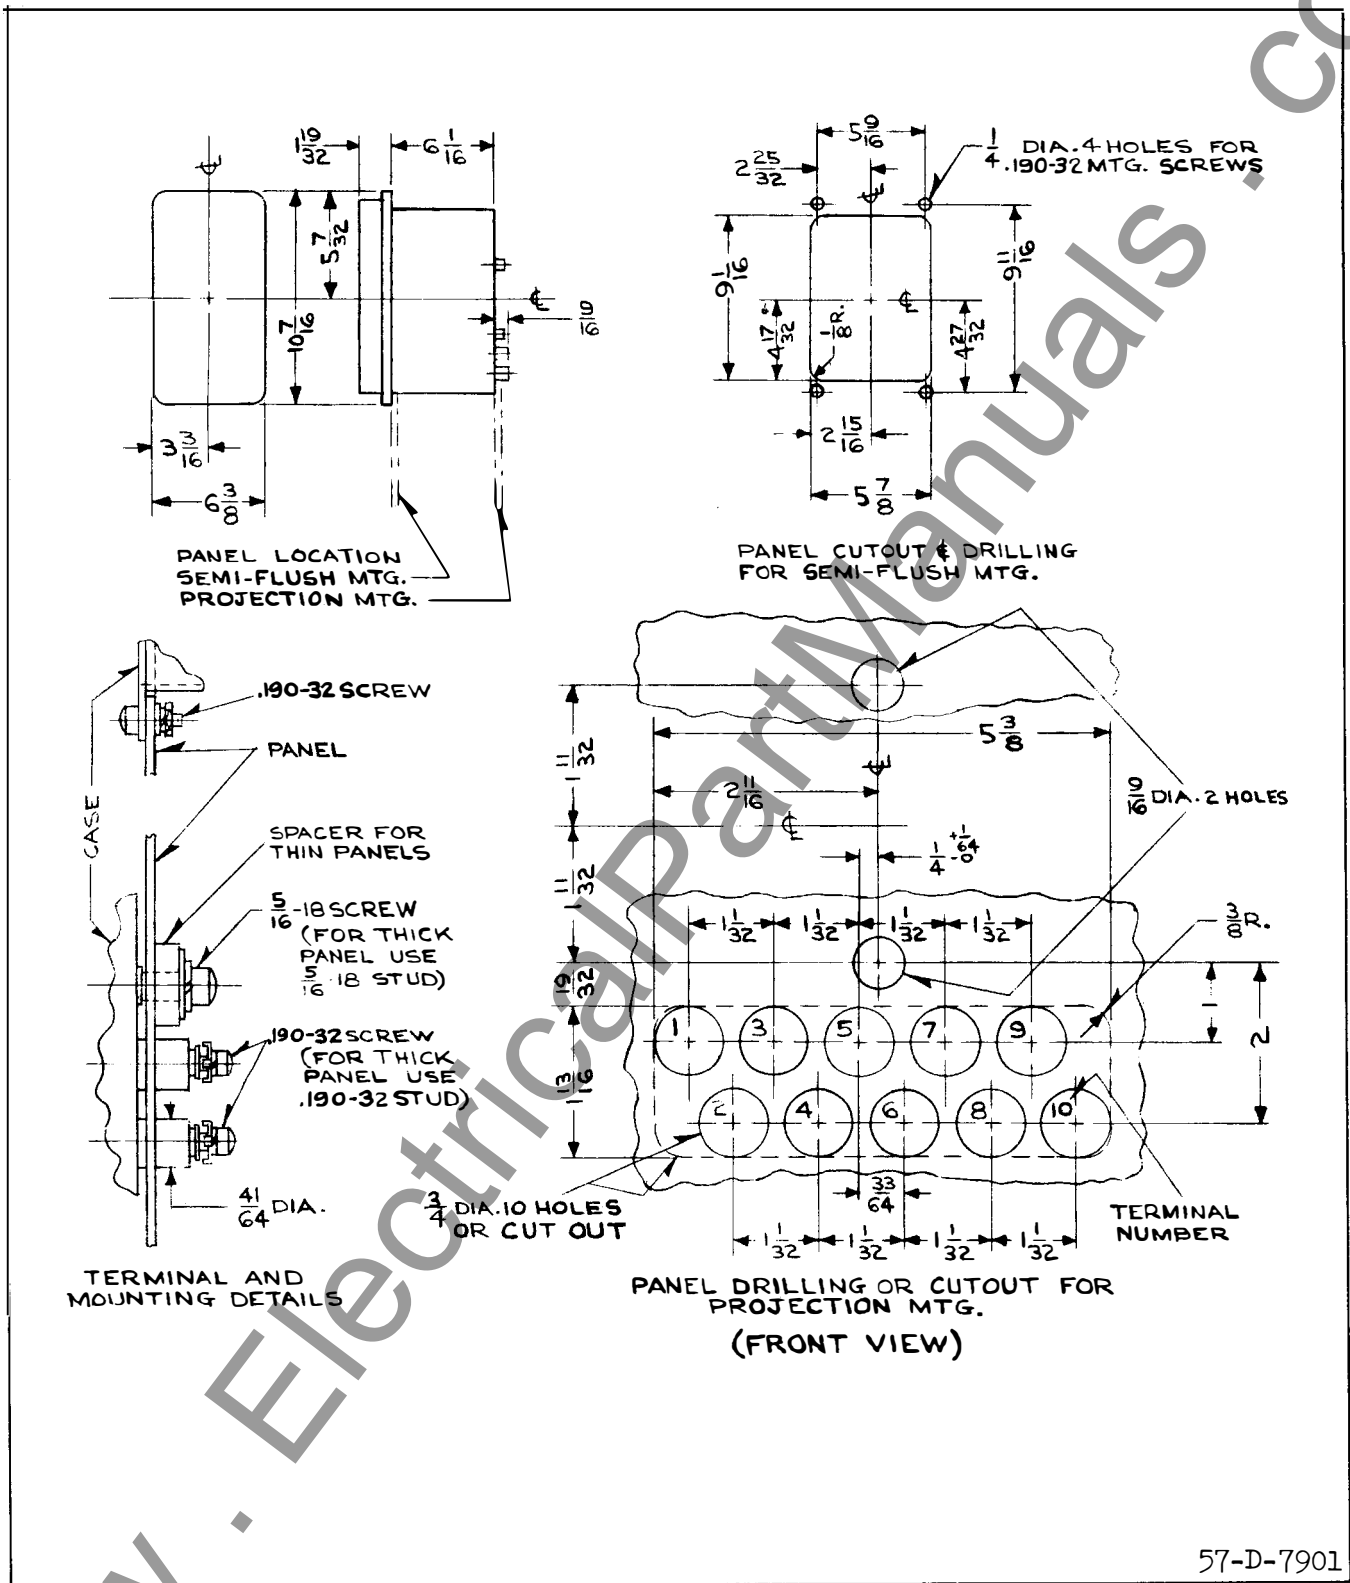 1 19/32
6 1/16
5 7/32
10 7/16
9/16
3 3/16
6 3/8
PANEL LOCATION
SEMI-FLUSH MTG.
PROJECTION MTG.
5 9/16
2 25/32
1/4 DIA. 4 HOLES FOR
.190-32 MTG. SCREWS
9 1/16
9 11/16
4 17/32
1/8 R.
4 27/32
2 15/16
5 7/8
PANEL CUTOUT & DRILLING
FOR SEMI-FLUSH MTG.
.190-32 SCREW
PANEL
CASE
SPACER FOR
THIN PANELS
5/16-18 SCREW
(FOR THICK
PANEL USE
5/16-18 STUD)
.190-32 SCREW
(FOR THICK
PANEL USE
.190-32 STUD)
41/64 DIA.
TERMINAL AND
MOUNTING DETAILS
5 3/8
1 11/32
2 11/16
9/16 DIA. 2 HOLES
1/4 +1/64 -0
1 11/32
1 1/32
1 1/32
1 1/32
1 1/32
3/8 R.
19/32
1
2
1 3 5 7 9
1 13/16
2 4 6 8 10
33/64
3/4 DIA. 10 HOLES
OR CUT OUT
TERMINAL
NUMBER
1 1/32
1 1/32
1 1/32
1 1/32
PANEL DRILLING OR CUTOUT FOR
PROJECTION MTG.
(FRONT VIEW)
57-D-7901
w . ElectricalPartManuals . co